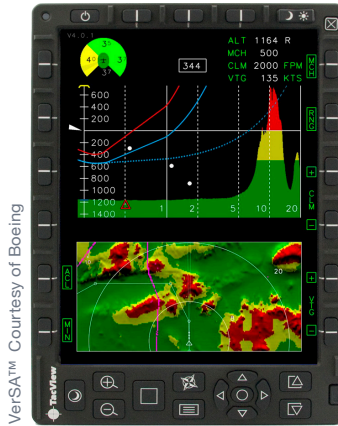 V4.0.1
ALT 1164 R
MCH 500
CLM 2000 FPM
VTG 135 KTS
344
MCH
RNG
CLM
VTG
ACL
MIN
600
400
200
0
200
400
600
800
1000
1200
1400
1
2
5
10
20
20
TacView
VerSA™ Courtesy of Boeing